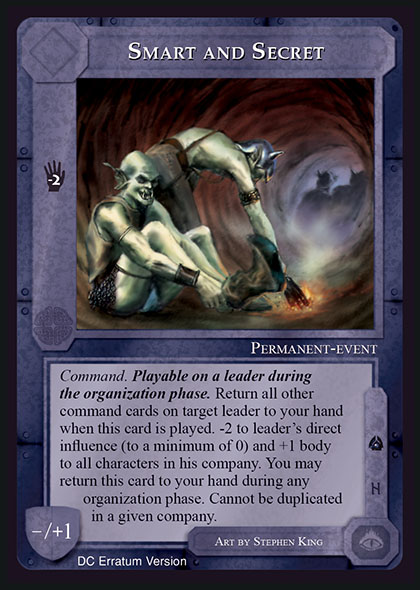 Smart and Secret
-2
Permanent-event
Command. Playable on a leader during
the organization phase. Return all other
command cards on target leader to your hand
when this card is played. -2 to leader's direct
influence (to a minimum of 0) and +1 body
to all characters in his company. You may
return this card to your hand during any
organization phase. Cannot be duplicated
in a given company.
–/+1
Art by Stephen King
DC Erratum Version